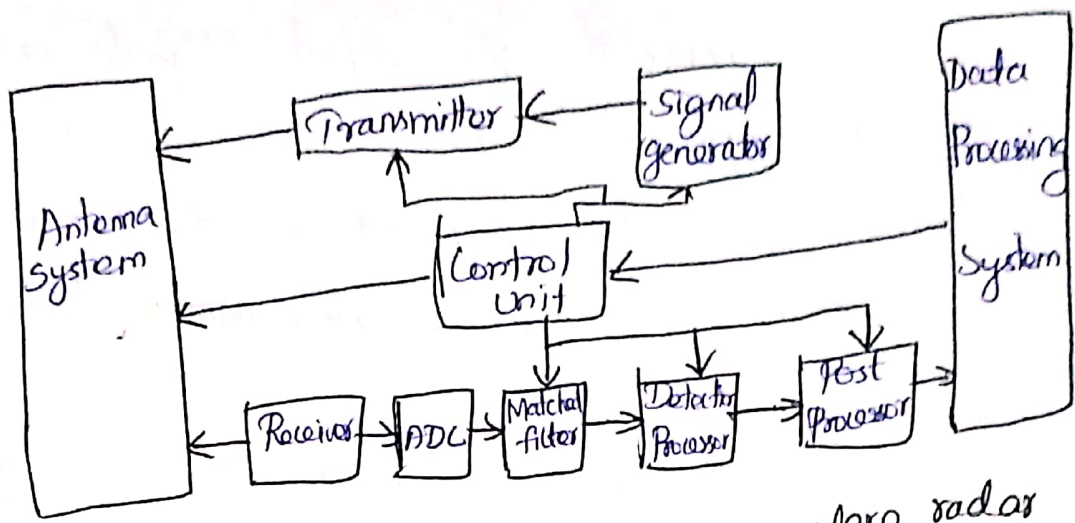 Transmitter
Signal
generator
Data
Processing
System
Antenna
system
Control
unit
Receiver
ADC
Matched
filter
Detector
Processor
Post
Processor
radar